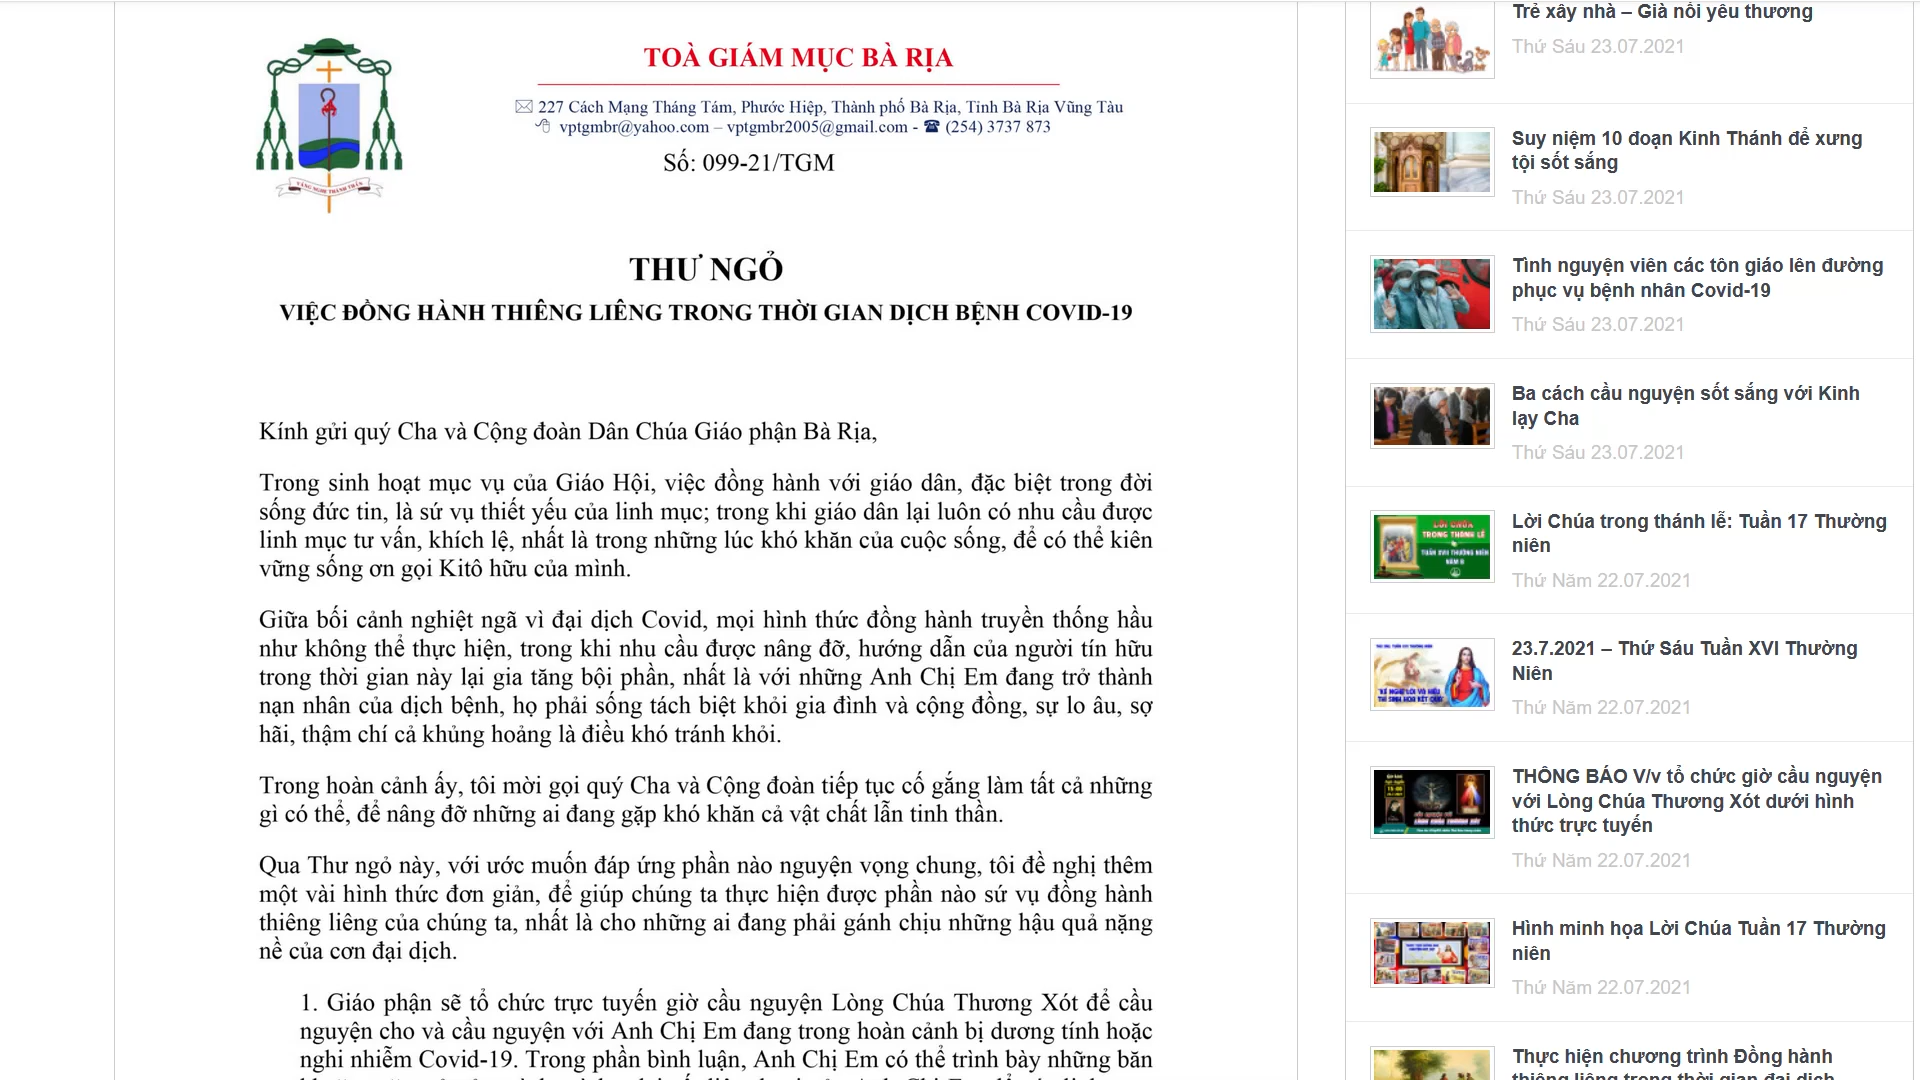 TOÀ GIÁM MỤC BÀ RỊA
227 Cách Mạng Tháng Tám, Phước Hiệp, Thành phố Bà Rịa, Tỉnh Bà Rịa Vũng Tàu
vptgmbr@yahoo.com – vptgmbr2005@gmail.com - ☎ (254) 3737 873
Số: 099-21/TGM
THƯ NGỎ
VIỆC ĐỒNG HÀNH THIÊNG LIÊNG TRONG THỜI GIAN DỊCH BỆNH COVID-19
Kính gửi quý Cha và Cộng đoàn Dân Chúa Giáo phận Bà Rịa,
Trong sinh hoạt mục vụ của Giáo Hội, việc đồng hành với giáo dân, đặc biệt trong đời
sống đức tin, là sứ vụ thiết yếu của linh mục; trong khi giáo dân lại luôn có nhu cầu được
linh mục tư vấn, khích lệ, nhất là trong những lúc khó khăn của cuộc sống, để có thể kiên
vững sống ơn gọi Kitô hữu của mình.
Giữa bối cảnh nghiệt ngã vì đại dịch Covid, mọi hình thức đồng hành truyền thống hầu
như không thể thực hiện, trong khi nhu cầu được nâng đỡ, hướng dẫn của người tín hữu
trong thời gian này lại gia tăng bội phần, nhất là với những Anh Chị Em đang trở thành
nạn nhân của dịch bệnh, họ phải sống tách biệt khỏi gia đình và cộng đồng, sự lo âu, sợ
hãi, thậm chí cả khủng hoảng là điều khó tránh khỏi.
Trong hoàn cảnh ấy, tôi mời gọi quý Cha và Cộng đoàn tiếp tục cố gắng làm tất cả những
gì có thể, để nâng đỡ những ai đang gặp khó khăn cả vật chất lẫn tinh thần.
Qua Thư ngỏ này, với ước muốn đáp ứng phần nào nguyện vọng chung, tôi đề nghị thêm
một vài hình thức đơn giản, để giúp chúng ta thực hiện được phần nào sứ vụ đồng hành
thiêng liêng của chúng ta, nhất là cho những ai đang phải gánh chịu những hậu quả nặng
nề của cơn đại dịch.
1. Giáo phận sẽ tổ chức trực tuyến giờ cầu nguyện Lòng Chúa Thương Xót để cầu
nguyện cho và cầu nguyện với Anh Chị Em đang trong hoàn cảnh bị dương tính hoặc
nghi nhiễm Covid-19. Trong phần bình luận, Anh Chị Em có thể trình bày những băn
Trẻ xây nhà – Già nối yêu thương
Thứ Sáu 23.07.2021
Suy niệm 10 đoạn Kinh Thánh để xưng
tội sốt sắng
Thứ Sáu 23.07.2021
Tình nguyện viên các tôn giáo lên đường
phục vụ bệnh nhân Covid-19
Thứ Sáu 23.07.2021
Ba cách cầu nguyện sốt sắng với Kinh
lạy Cha
Thứ Sáu 23.07.2021
LỜI CHÚA
TRONG THÁNH LỄ
TUẦN XVII THƯỜNG NIÊN
NĂM B
Lời Chúa trong thánh lễ: Tuần 17 Thường
niên
Thứ Năm 22.07.2021
23.7.2021 – Thứ Sáu Tuần XVI Thường
Niên
Thứ Năm 22.07.2021
THÔNG BÁO V/v tổ chức giờ cầu nguyện
với Lòng Chúa Thương Xót dưới hình
thức trực tuyến
Thứ Năm 22.07.2021
Hình minh họa Lời Chúa Tuần 17 Thường
niên
Thứ Năm 22.07.2021
Thực hiện chương trình Đồng hành
thiêng liêng trong thời gian đại dịch